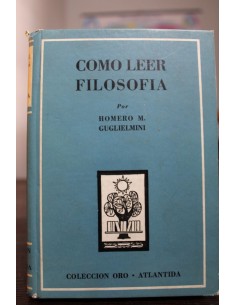 COMO LEER
FILOSOFIA
Por
HOMERO M.
GUGLIELMINI
COLECCION ORO - ATLANTIDA